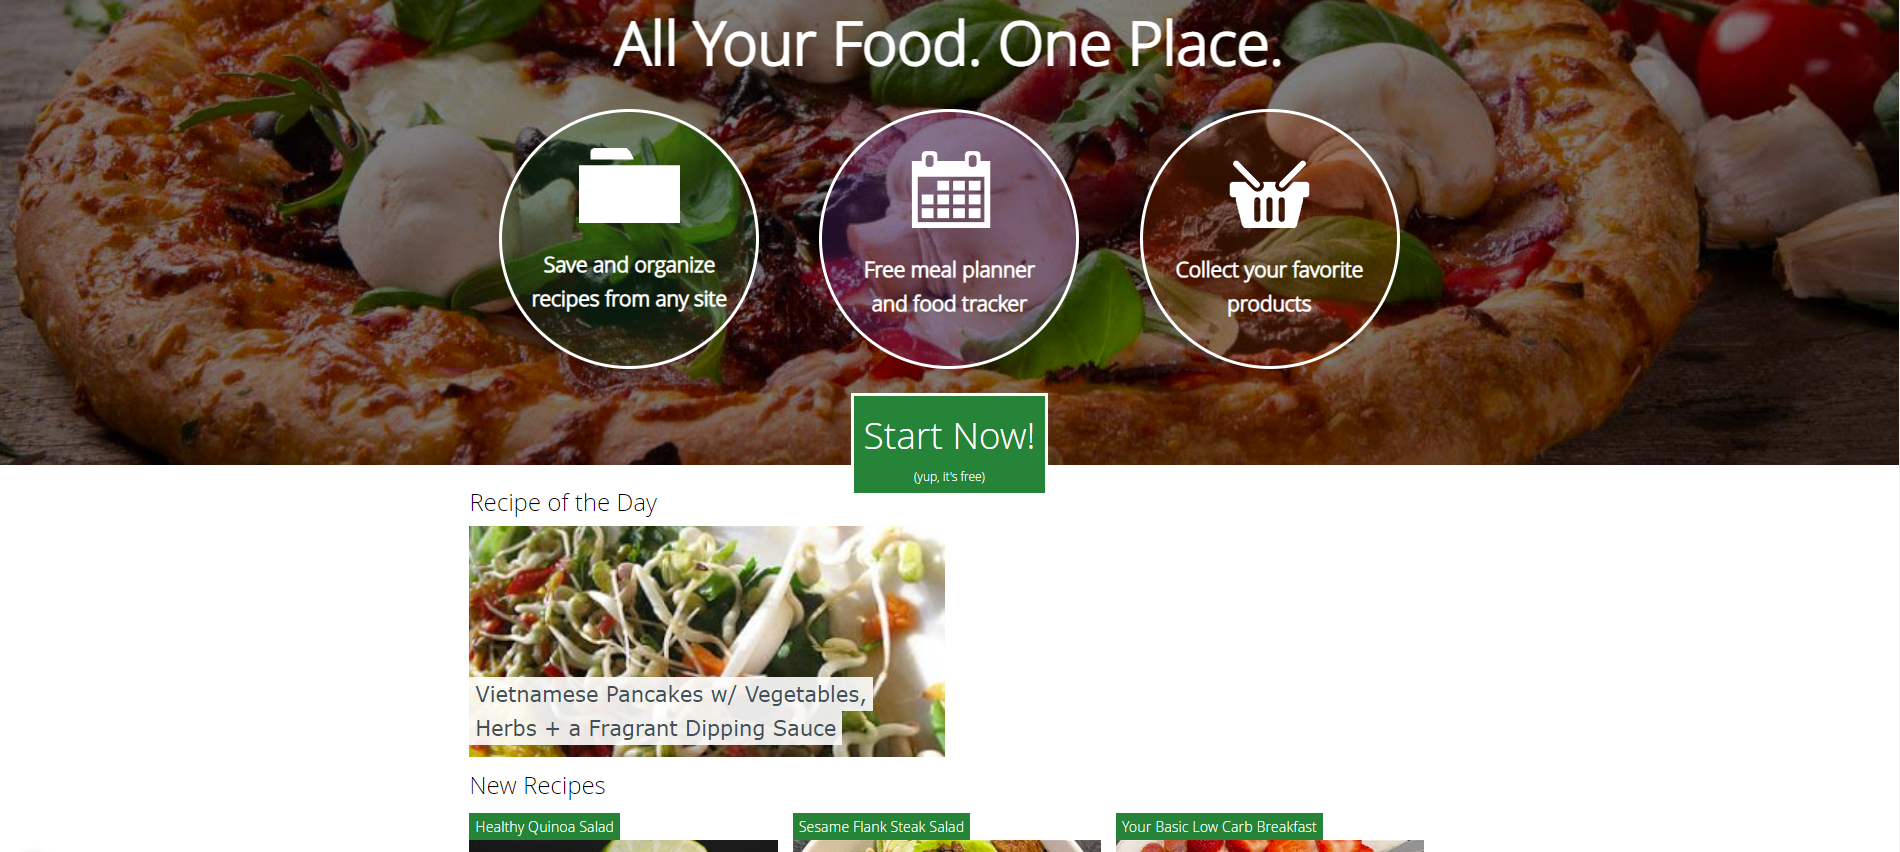 All Your Food. One Place.
Save and organize
recipes from any site
Free meal planner
and food tracker
Collect your favorite
products
Start Now!
(yup, it's free)
Recipe of the Day
Vietnamese Pancakes w/ Vegetables,
Herbs + a Fragrant Dipping Sauce
New Recipes
Healthy Quinoa Salad
Sesame Flank Steak Salad
Your Basic Low Carb Breakfast